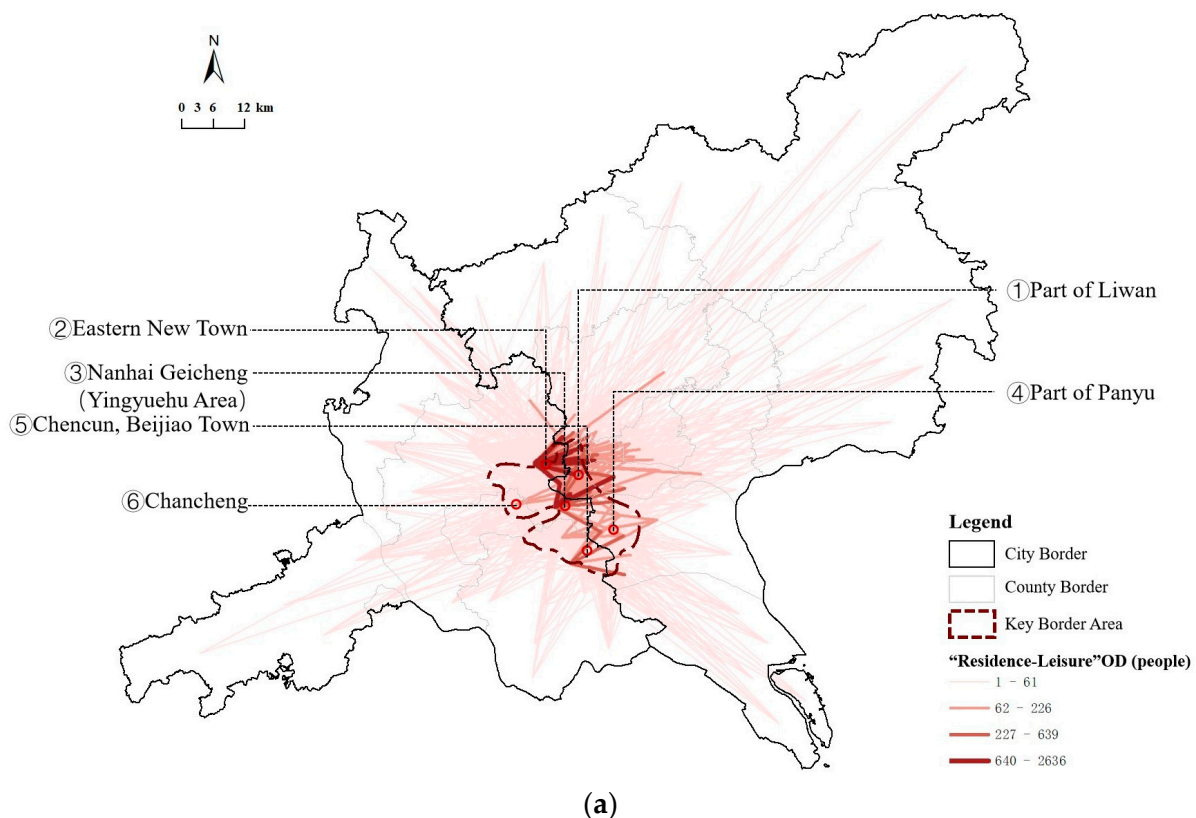 N
0 3 6 12 km
①Part of Liwan
②Eastern New Town
③Nanhai Geicheng
(Yingyuehu Area)
④Part of Panyu
⑤Chencun, Beijiao Town
⑥Chancheng
Legend
City Border
County Border
Key Border Area
“Residence-Leisure”OD (people)
1 - 61
62 - 226
227 - 639
640 - 2636
(a)